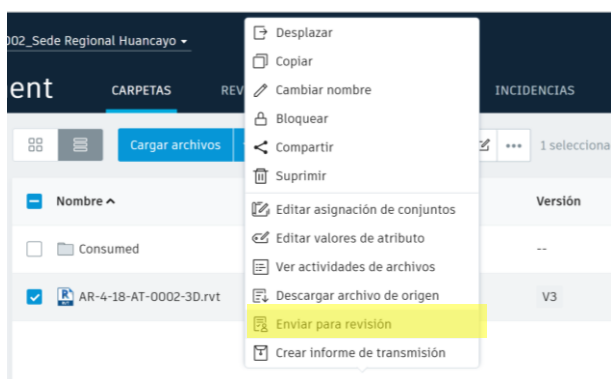 002_Sede Regional Huancayo
ent
CARPETAS
REV
INCIDENCIAS
Cargar archivos
1 selecciona
Nombre
Versión
Consumed
--
AR-4-18-AT-0002-3D.rvt
V3
Desplazar
Copiar
Cambiar nombre
Bloquear
Compartir
Suprimir
Editar asignación de conjuntos
Editar valores de atributo
Ver actividades de archivos
Descargar archivo de origen
Enviar para revisión
Crear informe de transmisión